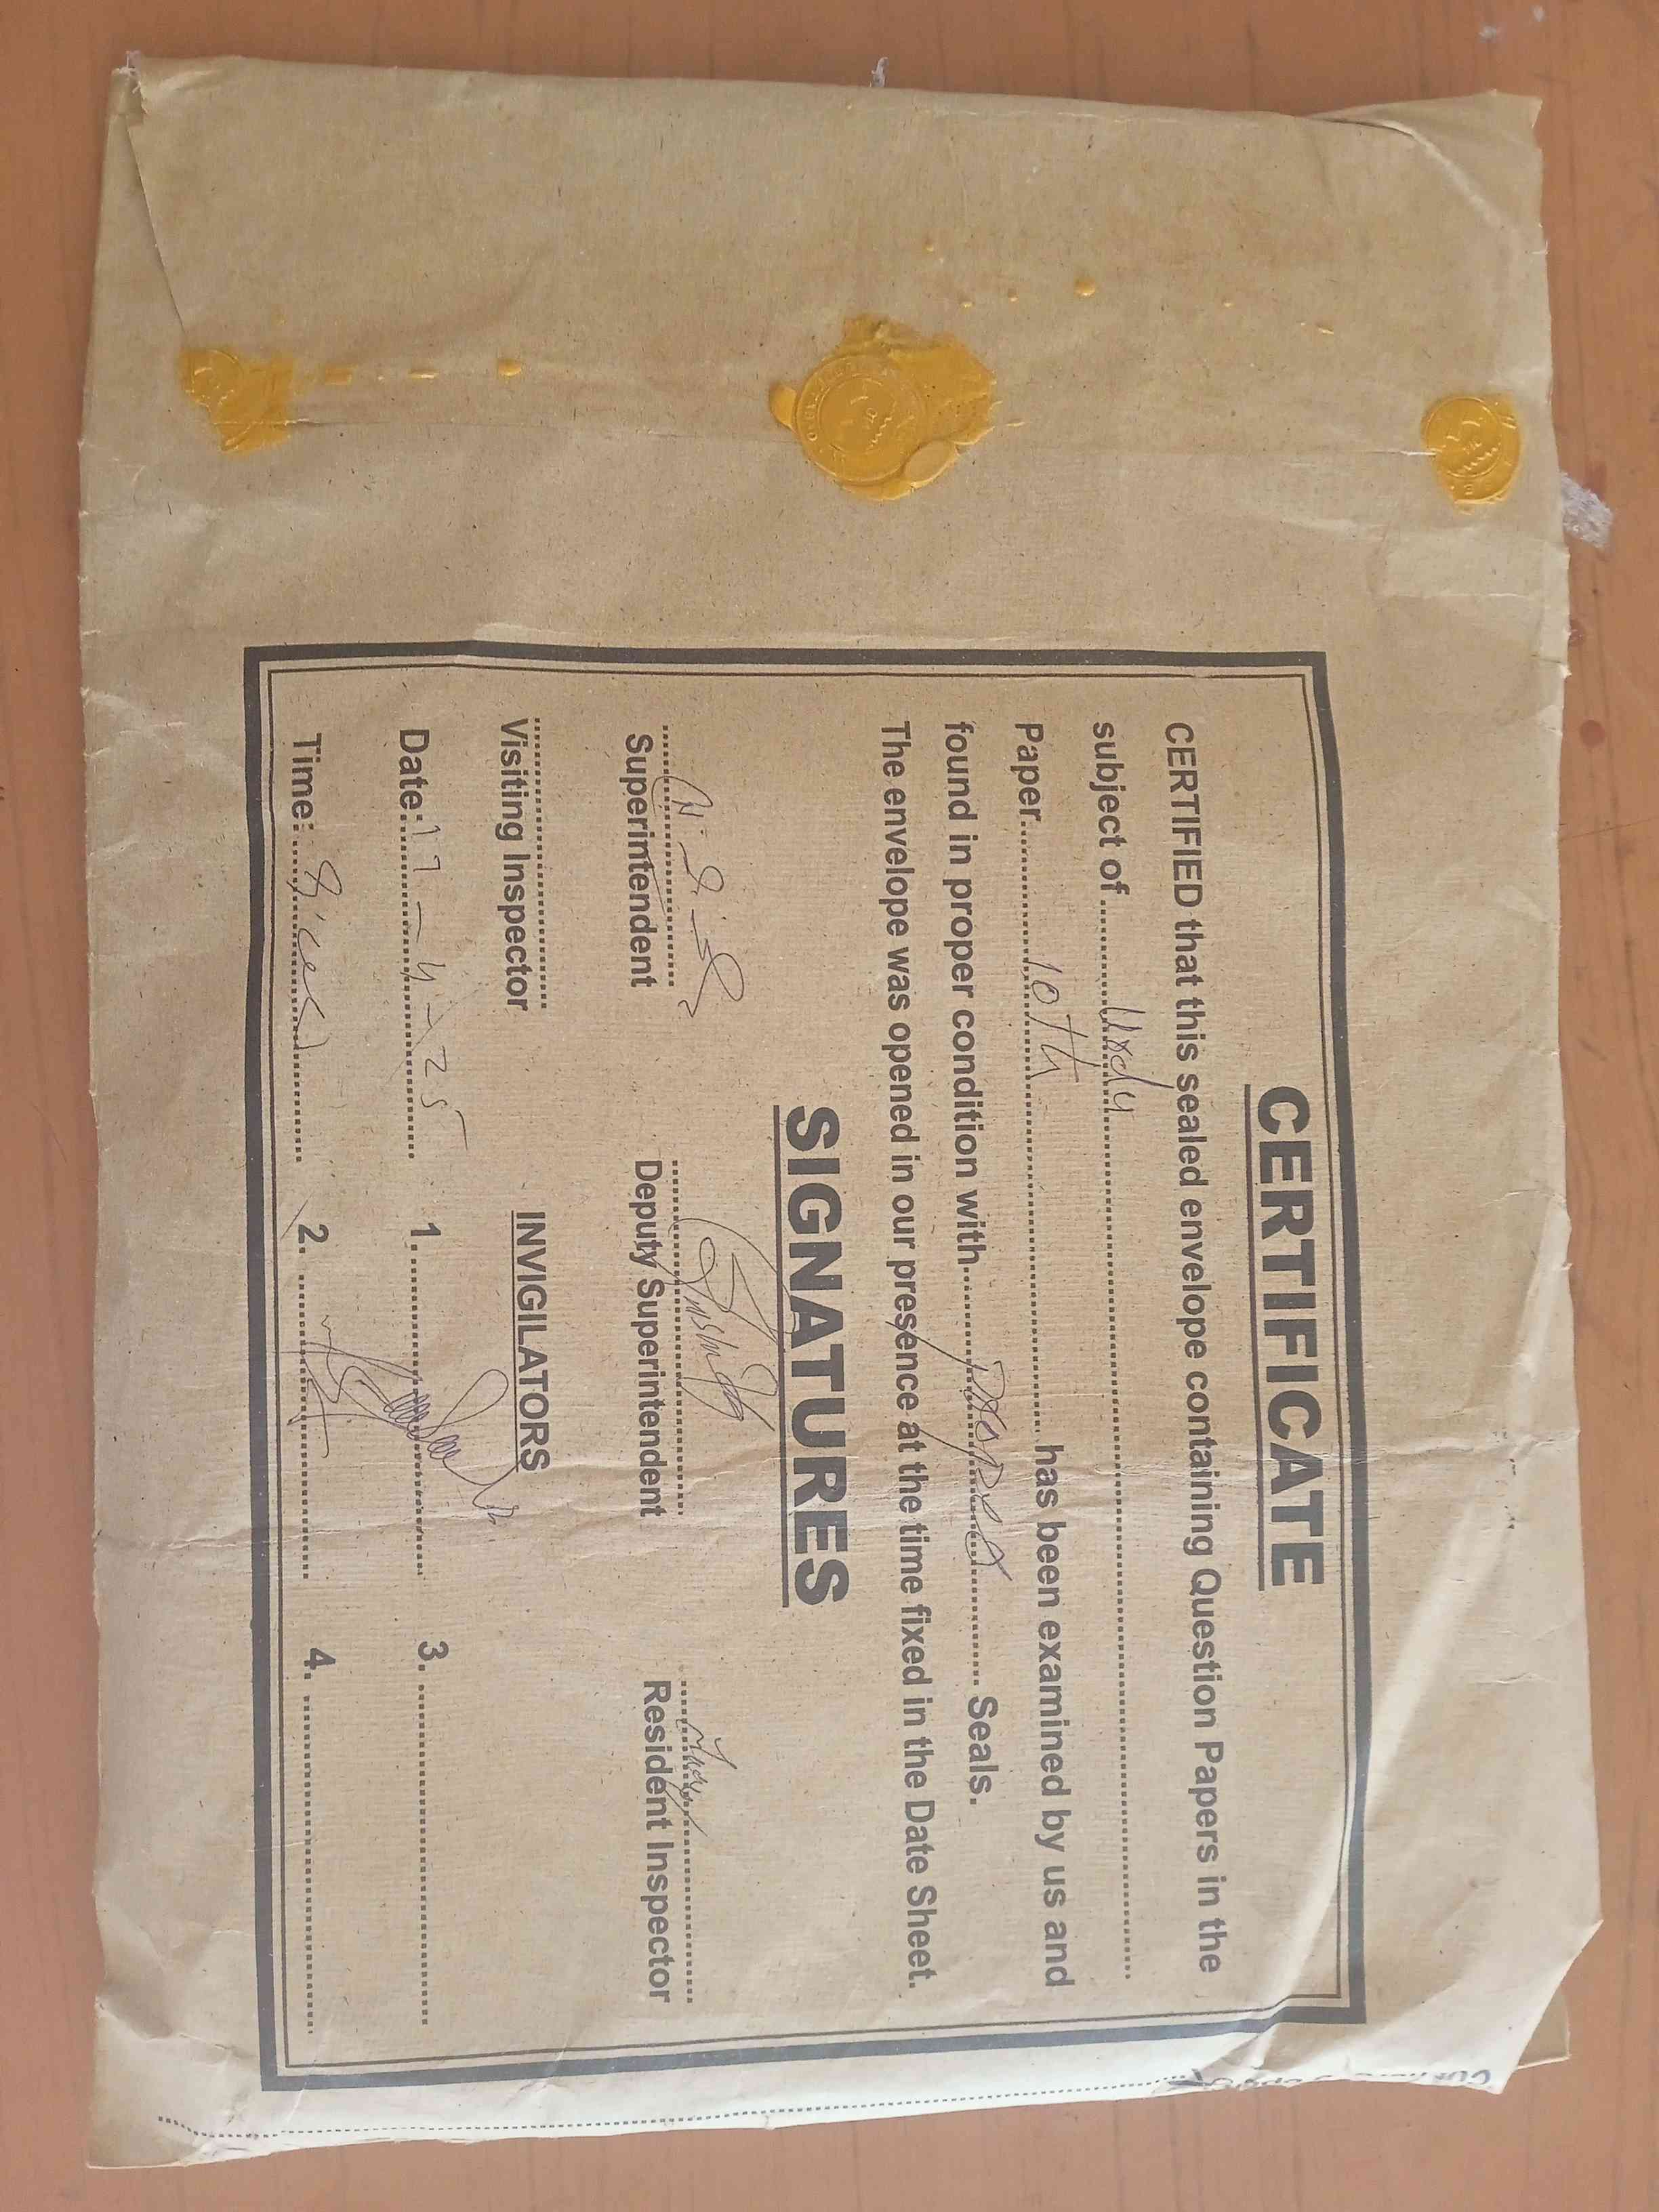 CERTIFICATE
CERTIFIED that this sealed envelope containing Question Papers in the
subject of .......... Urdu ..........
Paper.......... 10th .......... has been examined by us and
found in proper condition with.......... Proper .......... Seals.
The envelope was opened in our presence at the time fixed in the Date Sheet.
SIGNATURES
Superintendent Deputy Superintendent Resident Inspector
Visiting Inspector INVIGILATORS
Date: 17-4-25 1. .......... 3. ..........
Time: .......... 2. .......... 4. ..........